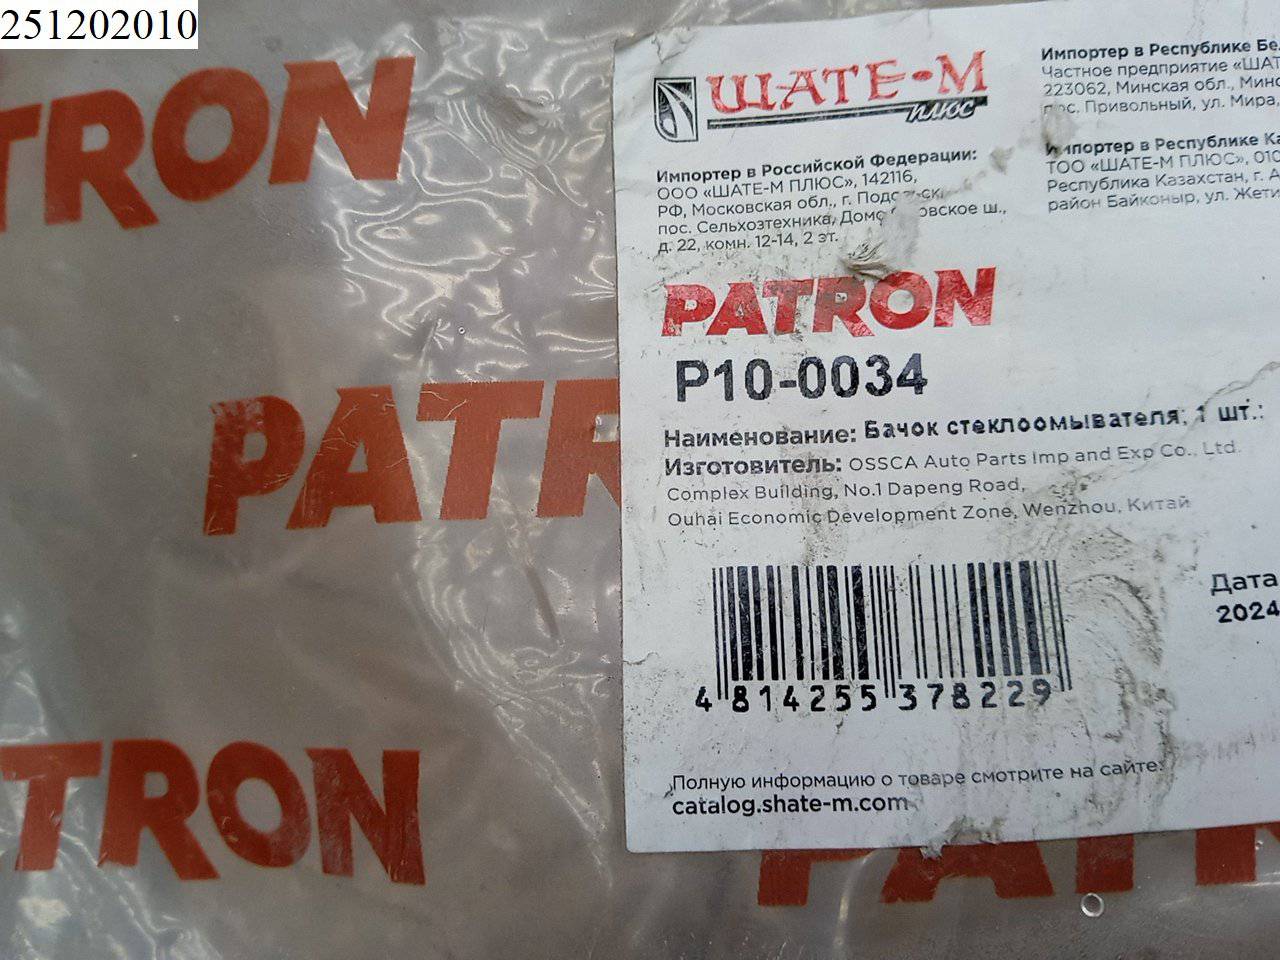 251202010
TRON
PATR
TRON
ШАТЕ-М
плюс
Импортер в Российской Федерации:
ООО «ШАТЕ-М ПЛЮС», 142116,
РФ, Московская обл., г.
пос. Сельхозтехника, ш.,
д. 22, комн. 12-14, 2 эт.
Импортер в Республике Бе
Частное предприятие «ШАТ
223062, Минская обл., Минс
пос. Привольный, ул. Мира,
Импортер в Республике Ка
ТОО «ШАТЕ-М ПЛЮС», 010
Республика Казахстан, г. А
район Байконыр, ул. Жети
PATRON
P10-0034
Наименование: Бачок стеклоомывателя; 1 шт.:
Изготовитель: OSSCA Auto Parts Imp and Exp Co., Ltd.
Complex Building, No.1 Dapeng Road,
Ouhai Economic Development Zone, Wenzhou, Китай
Дата
2024
4 814255 378229
Полную информацию о товаре смотрите на сайте:
catalog.shate-m.com
PATR